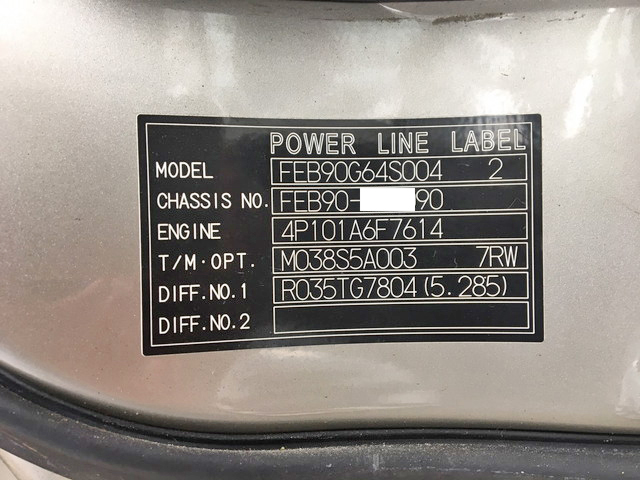 POWER LINE LABEL
MODEL FEB90G64S004 2
CHASSIS NO. FEB90- 90
ENGINE 4P101A6F7614
T/M·OPT. M038S5A003 7RW
DIFF.NO.1 R035TG7804(5.285)
DIFF.NO.2